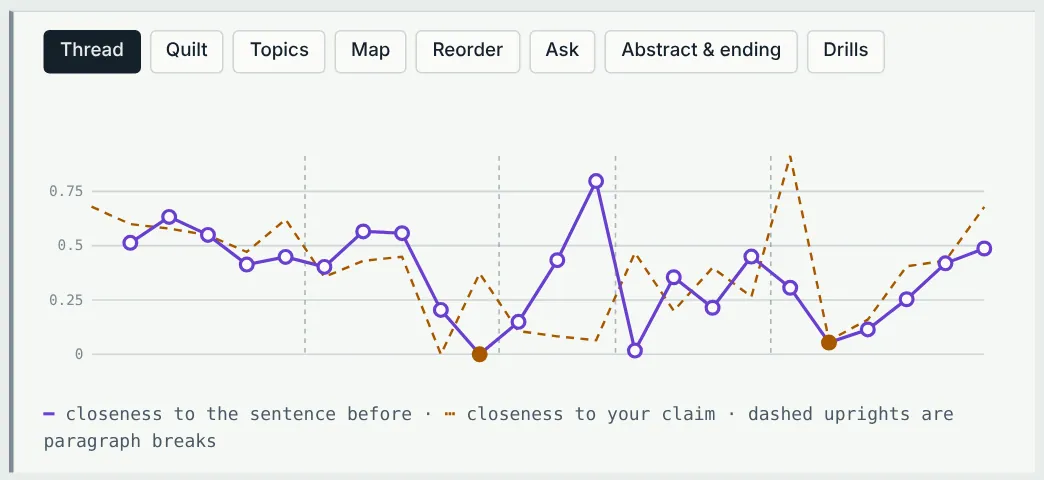 Thread Quilt Topics Map Reorder Ask Abstract & ending Drills
0.75
0.5
0.25
0
closeness to the sentence before · closeness to your claim · dashed uprights are
paragraph breaks